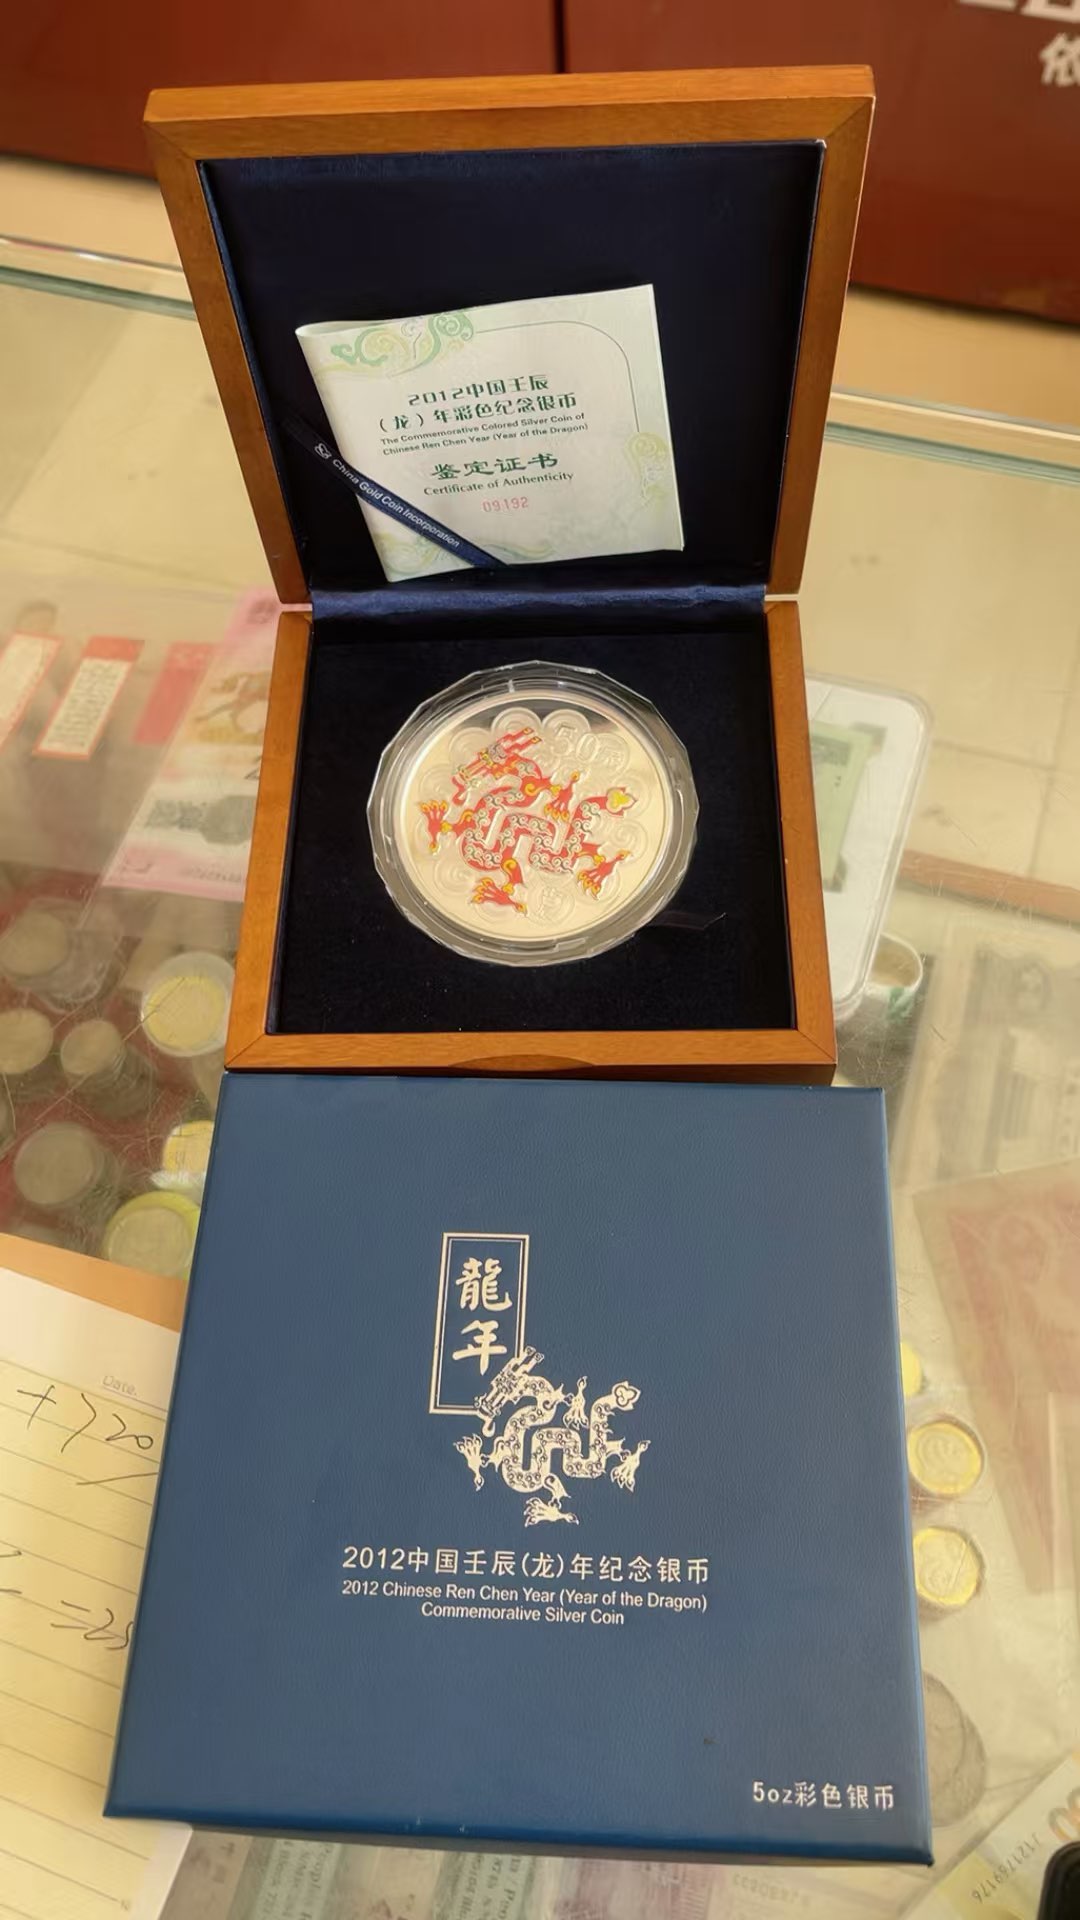 依
2012中国壬辰
（龙）年彩色纪念银币
The Commemorative Colored Silver Coin of
Chinese Ren Chen Year (Year of the Dragon)
鉴定证书
Certificate of Authenticity
09192
China Gold Coin Incorporation
50元
龍年
2012中国壬辰(龙)年纪念银币
2012 Chinese Ren Chen Year (Year of the Dragon)
Commemorative Silver Coin
5oz彩色银币
Date.
J121769176